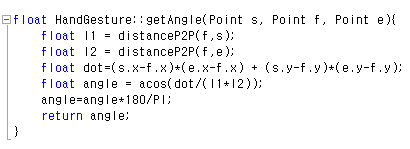 float HandGesture::getAngle(Point s, Point f, Point e){
float l1 = distanceP2P(f,s);
float l2 = distanceP2P(f,e);
float dot=(s.x-f.x)*(e.x-f.x) + (s.y-f.y)*(e.y-f.y);
float angle = acos(dot/(l1*l2));
angle=angle*180/PI;
return angle;
}